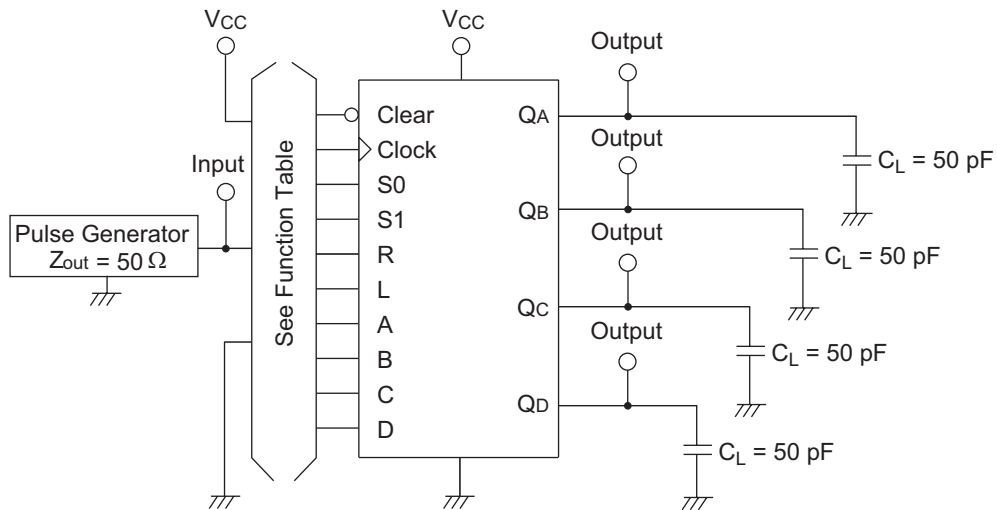 VCC
VCC
Output
Input
Pulse Generator
Zout = 50 Ω
See Function Table
Clear
Clock
S0
S1
R
L
A
B
C
D
QA
CL = 50 pF
Output
QB
CL = 50 pF
Output
QC
CL = 50 pF
Output
QD
CL = 50 pF